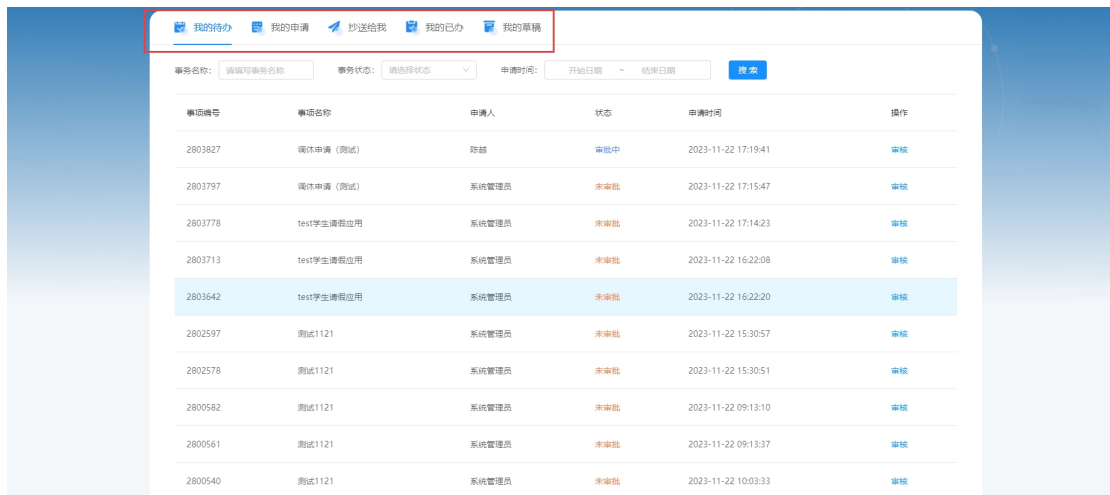 我的待办 我的申请 抄送给我 我的已办 我的草稿
事务名称: 请填写事务名称 事务状态: 请选择状态 申请时间: 开始日期 ~ 结束日期 搜索
事项编号 事项名称 申请人 状态 申请时间 操作
2803827 调休申请（测试） 陈越 审批中 2023-11-22 17:19:41 审核
2803797 调休申请（测试） 系统管理员 未审批 2023-11-22 17:15:47 审核
2803778 test学生请假应用 系统管理员 未审批 2023-11-22 17:14:23 审核
2803713 test学生请假应用 系统管理员 未审批 2023-11-22 16:22:08 审核
2803642 test学生请假应用 系统管理员 未审批 2023-11-22 16:22:20 审核
2802597 测试1121 系统管理员 未审批 2023-11-22 15:30:57 审核
2802578 测试1121 系统管理员 未审批 2023-11-22 15:30:51 审核
2800582 测试1121 系统管理员 未审批 2023-11-22 09:13:10 审核
2800561 测试1121 系统管理员 未审批 2023-11-22 09:13:37 审核
2800540 测试1121 系统管理员 未审批 2023-11-22 10:03:33 审核